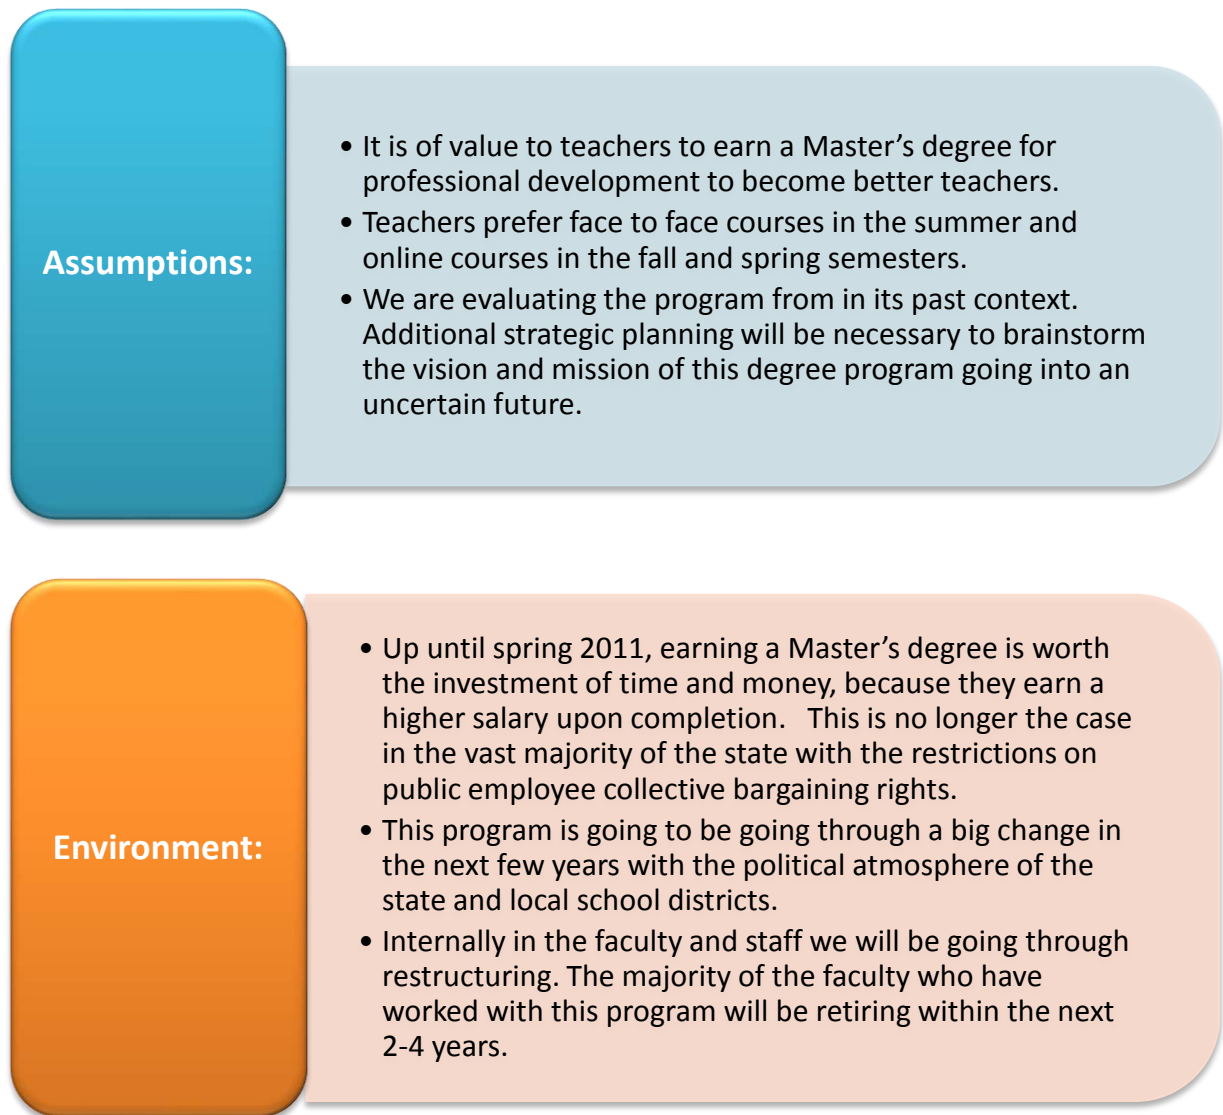 Assumptions:
• It is of value to teachers to earn a Master’s degree for
professional development to become better teachers.
• Teachers prefer face to face courses in the summer and
online courses in the fall and spring semesters.
• We are evaluating the program from in its past context.
Additional strategic planning will be necessary to brainstorm
the vision and mission of this degree program going into an
uncertain future.
Environment:
• Up until spring 2011, earning a Master’s degree is worth
the investment of time and money, because they earn a
higher salary upon completion.   This is no longer the case
in the vast majority of the state with the restrictions on
public employee collective bargaining rights.
• This program is going to be going through a big change in
the next few years with the political atmosphere of the
state and local school districts.
• Internally in the faculty and staff we will be going through
restructuring. The majority of the faculty who have
worked with this program will be retiring within the next
2-4 years.